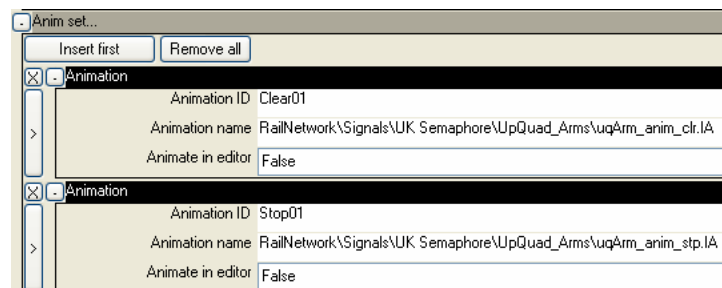 Anim set...
Insert first Remove all
X - Animation
Animation ID Clear01
Animation name RailNetwork\Signals\UK Semaphore\UpQuad_Arms\uqArm_anim_clr.IA
> Animate in editor False
X - Animation
Animation ID Stop01
Animation name RailNetwork\Signals\UK Semaphore\UpQuad_Arms\uqArm_anim_stp.IA
> Animate in editor False